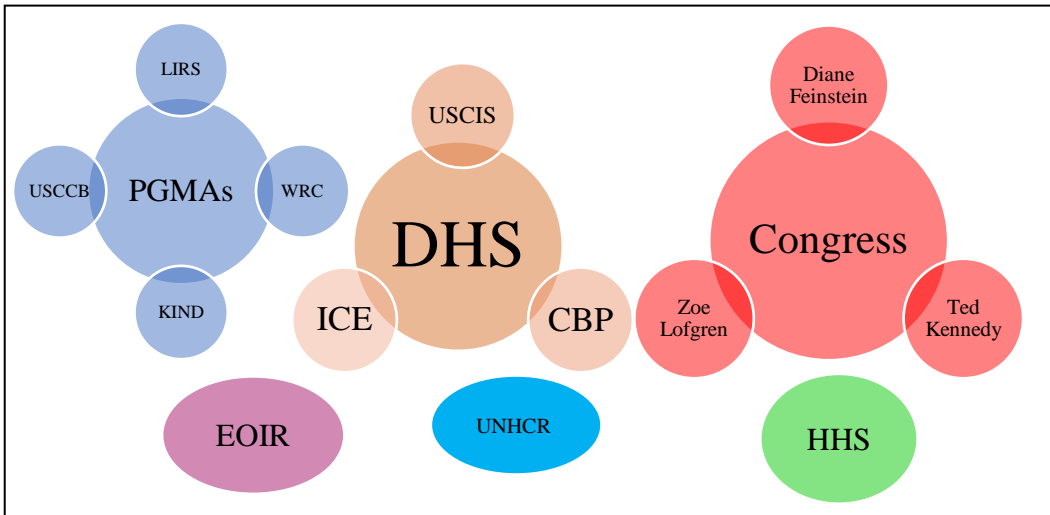 LIRS
USCCB
PGMAs
WRC
KIND
USCIS
DHS
ICE
CBP
Diane
Feinstein
Congress
Zoe
Lofgren
Ted
Kennedy
EOIR
UNHCR
HHS